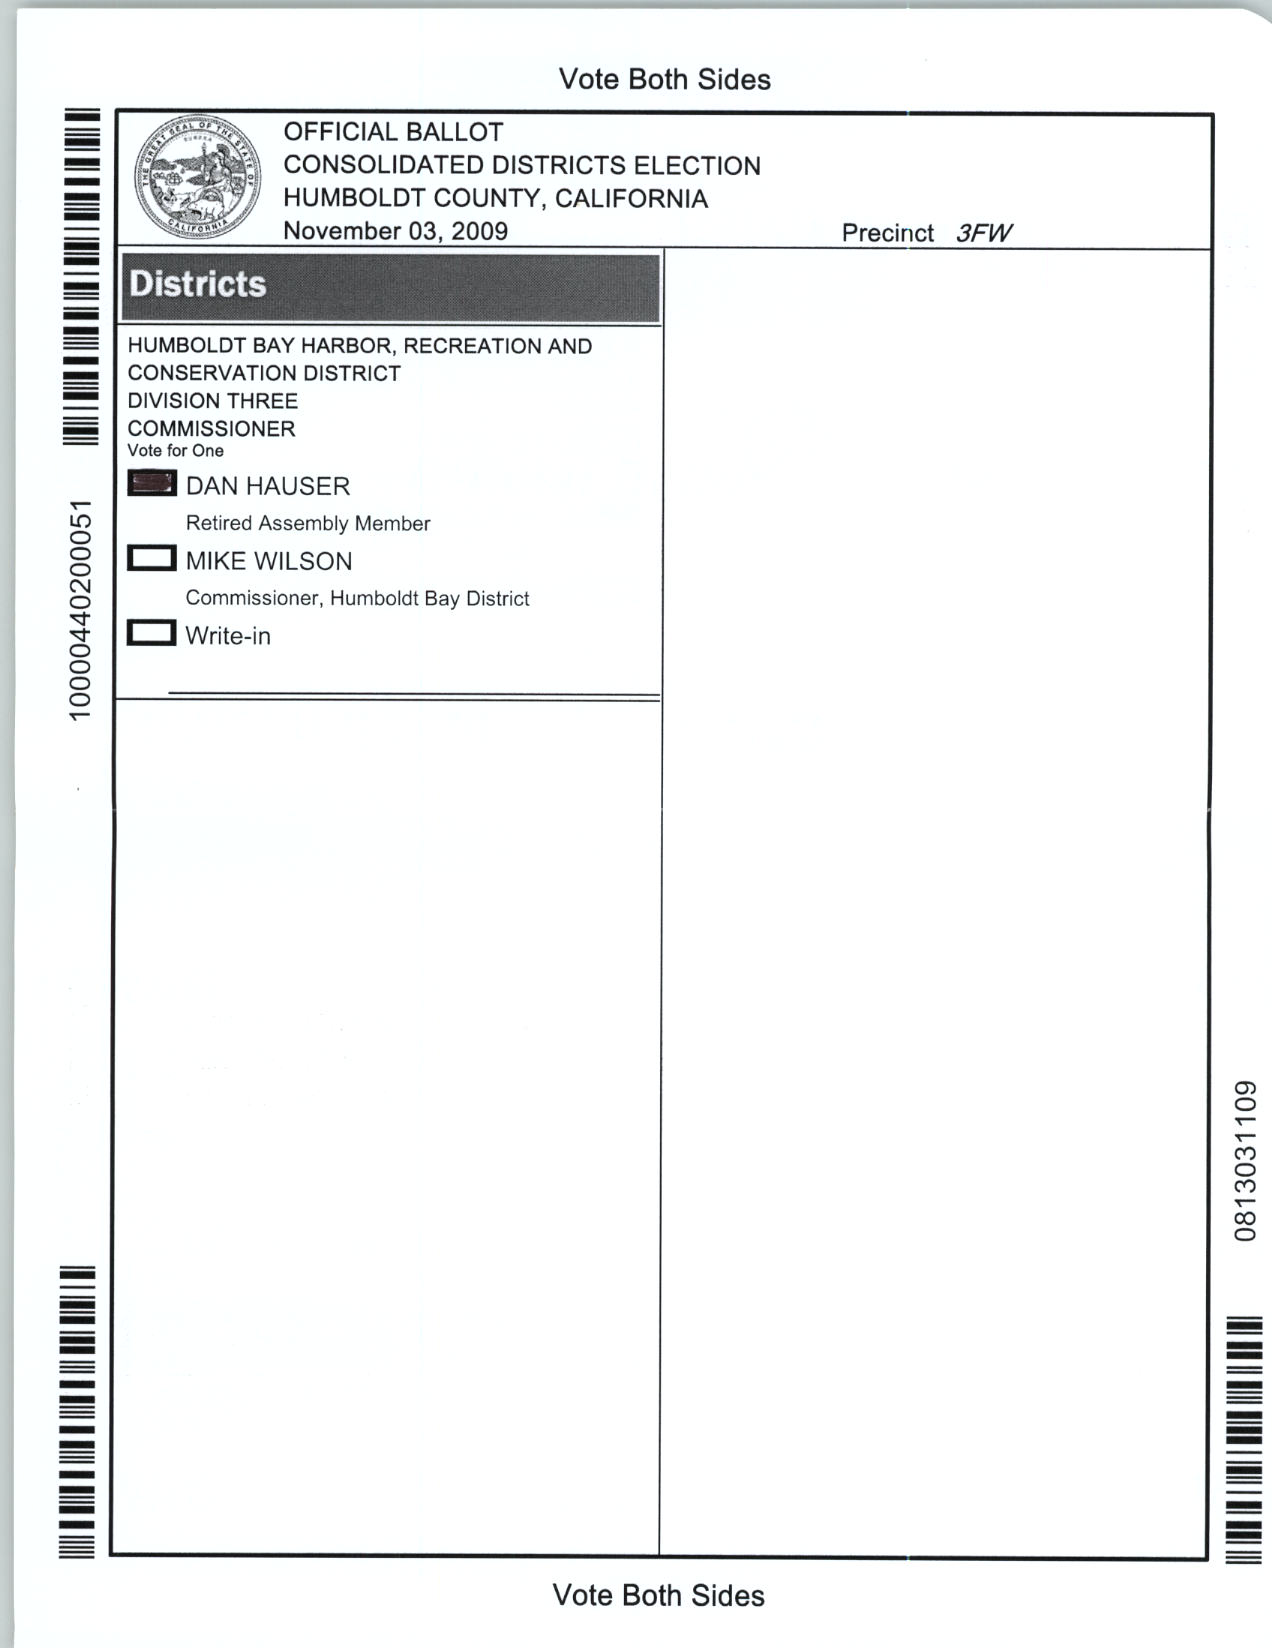 Vote Both Sides
THE GREAT SEAL OF THE STATE OF CALIFORNIA
EUREKA
OFFICIAL BALLOT
CONSOLIDATED DISTRICTS ELECTION
HUMBOLDT COUNTY, CALIFORNIA
November 03, 2009
Precinct 3FW
Districts
HUMBOLDT BAY HARBOR, RECREATION AND
CONSERVATION DISTRICT
DIVISION THREE
COMMISSIONER
Vote for One
DAN HAUSER
Retired Assembly Member
MIKE WILSON
Commissioner, Humboldt Bay District
Write-in
10000440200051
0813031109
Vote Both Sides